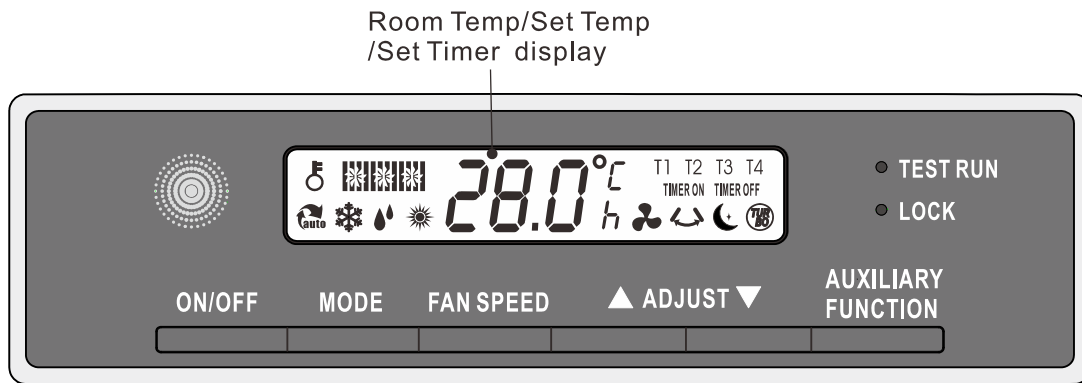 Room Temp/Set Temp
/Set Timer display
28.0°C
h
T1 T2 T3 T4
TIMER ON TIMER OFF
auto
TURBO
TEST RUN
LOCK
ON/OFF
MODE
FAN SPEED
▲ ADJUST ▼
AUXILIARY
FUNCTION